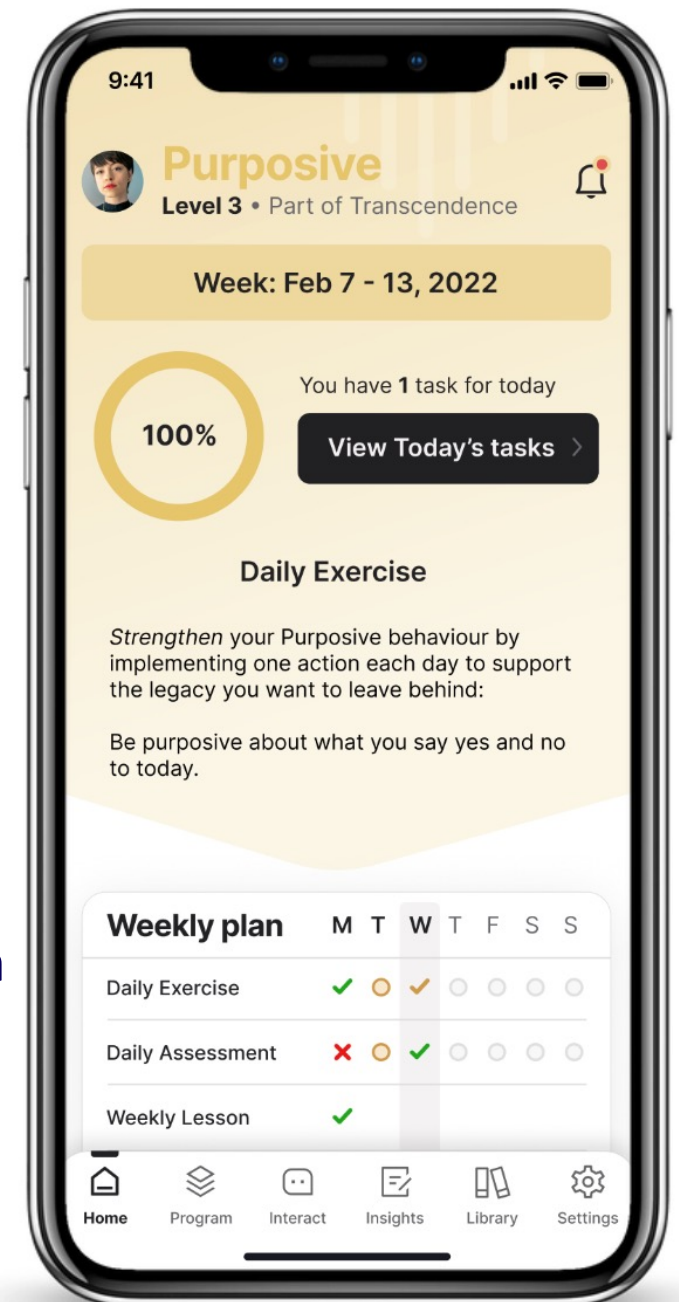 9:41
Purposive
Level 3 • Part of Transcendence
Week: Feb 7 - 13, 2022
100%
You have 1 task for today
View Today's tasks
Daily Exercise
Strengthen your Purposive behaviour by
implementing one action each day to support
the legacy you want to leave behind:
Be purposive about what you say yes and no
to today.
Weekly plan M T W T F S S
Daily Exercise
Daily Assessment
Weekly Lesson
Home Program Interact Insights Library Settings